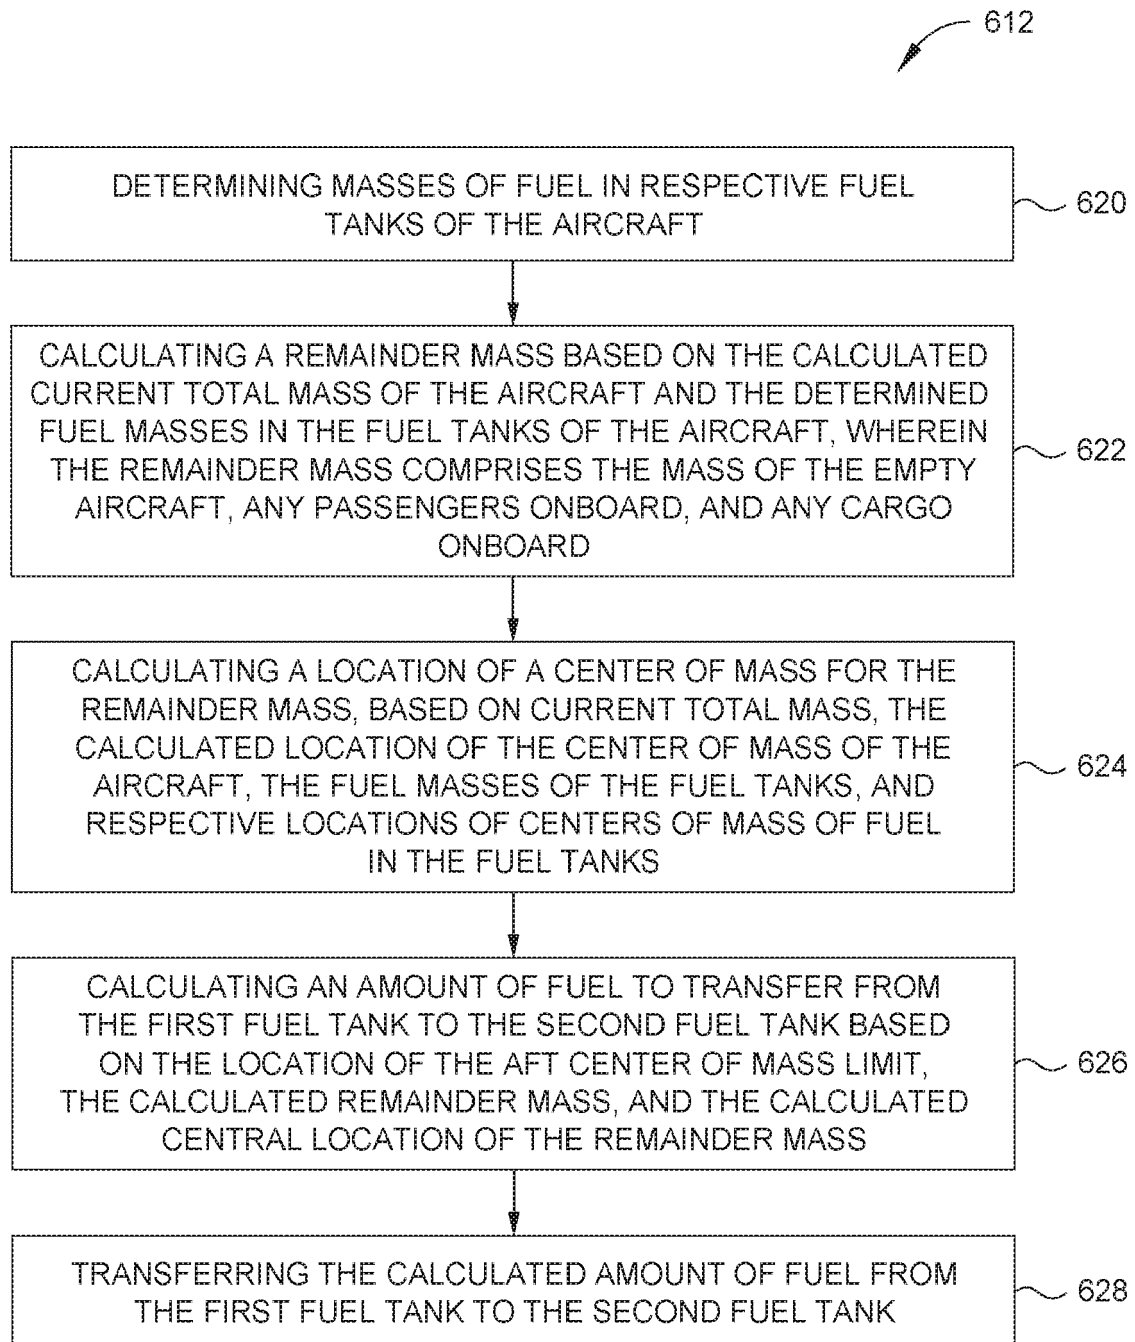 612
DETERMINING MASSES OF FUEL IN RESPECTIVE FUEL
TANKS OF THE AIRCRAFT
620
CALCULATING A REMAINDER MASS BASED ON THE CALCULATED
CURRENT TOTAL MASS OF THE AIRCRAFT AND THE DETERMINED
FUEL MASSES IN THE FUEL TANKS OF THE AIRCRAFT, WHEREIN
THE REMAINDER MASS COMPRISES THE MASS OF THE EMPTY
AIRCRAFT, ANY PASSENGERS ONBOARD, AND ANY CARGO
ONBOARD
622
CALCULATING A LOCATION OF A CENTER OF MASS FOR THE
REMAINDER MASS, BASED ON CURRENT TOTAL MASS, THE
CALCULATED LOCATION OF THE CENTER OF MASS OF THE
AIRCRAFT, THE FUEL MASSES OF THE FUEL TANKS, AND
RESPECTIVE LOCATIONS OF CENTERS OF MASS OF FUEL
IN THE FUEL TANKS
624
CALCULATING AN AMOUNT OF FUEL TO TRANSFER FROM
THE FIRST FUEL TANK TO THE SECOND FUEL TANK BASED
ON THE LOCATION OF THE AFT CENTER OF MASS LIMIT,
THE CALCULATED REMAINDER MASS, AND THE CALCULATED
CENTRAL LOCATION OF THE REMAINDER MASS
626
TRANSFERRING THE CALCULATED AMOUNT OF FUEL FROM
THE FIRST FUEL TANK TO THE SECOND FUEL TANK
628